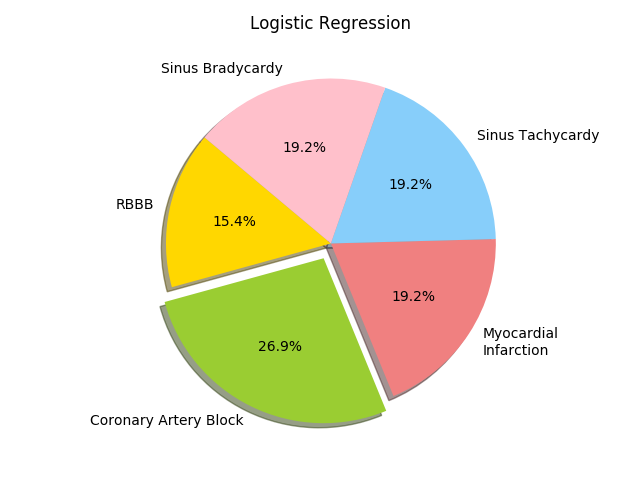 Logistic Regression
Sinus Bradycardy
Sinus Tachycardy
19.2%
19.2%
RBBB
15.4%
19.2%
Myocardial
Infarction
26.9%
Coronary Artery Block